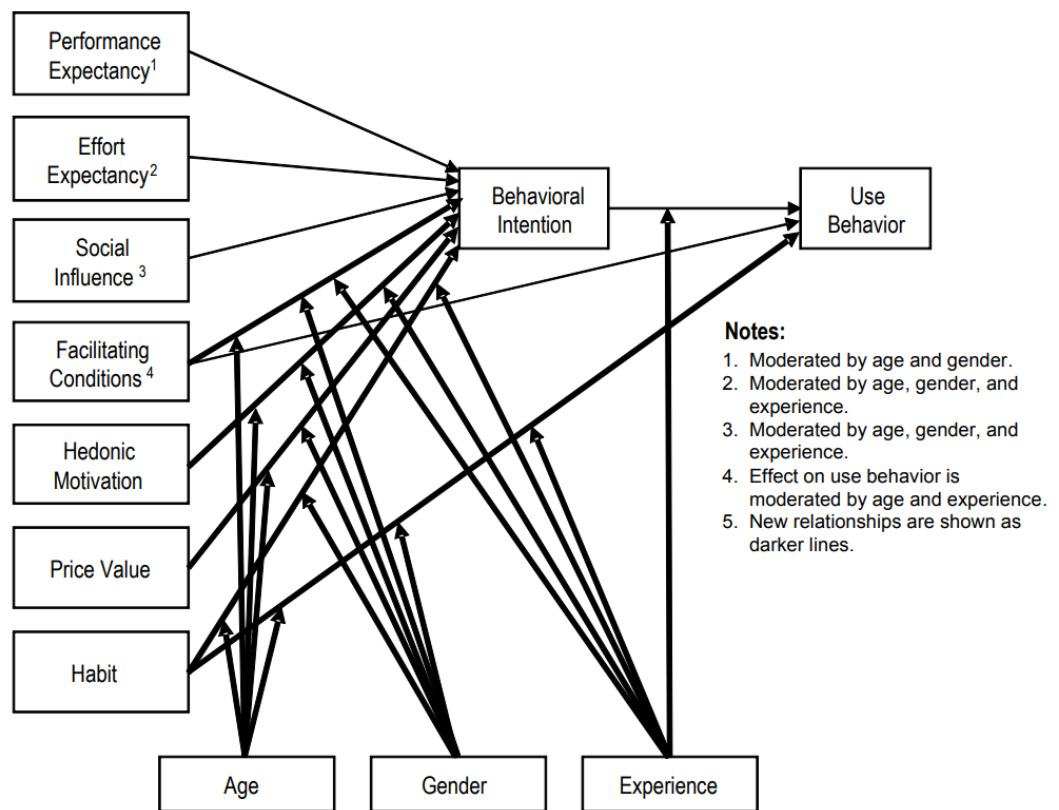 Performance
Expectancy1
Effort
Expectancy2
Social
Influence 3
Facilitating
Conditions 4
Hedonic
Motivation
Price Value
Habit
Behavioral
Intention
Use
Behavior
Notes:
1. Moderated by age and gender.
2. Moderated by age, gender, and
experience.
3. Moderated by age, gender, and
experience.
4. Effect on use behavior is
moderated by age and experience.
5. New relationships are shown as
darker lines.
Age
Gender
Experience